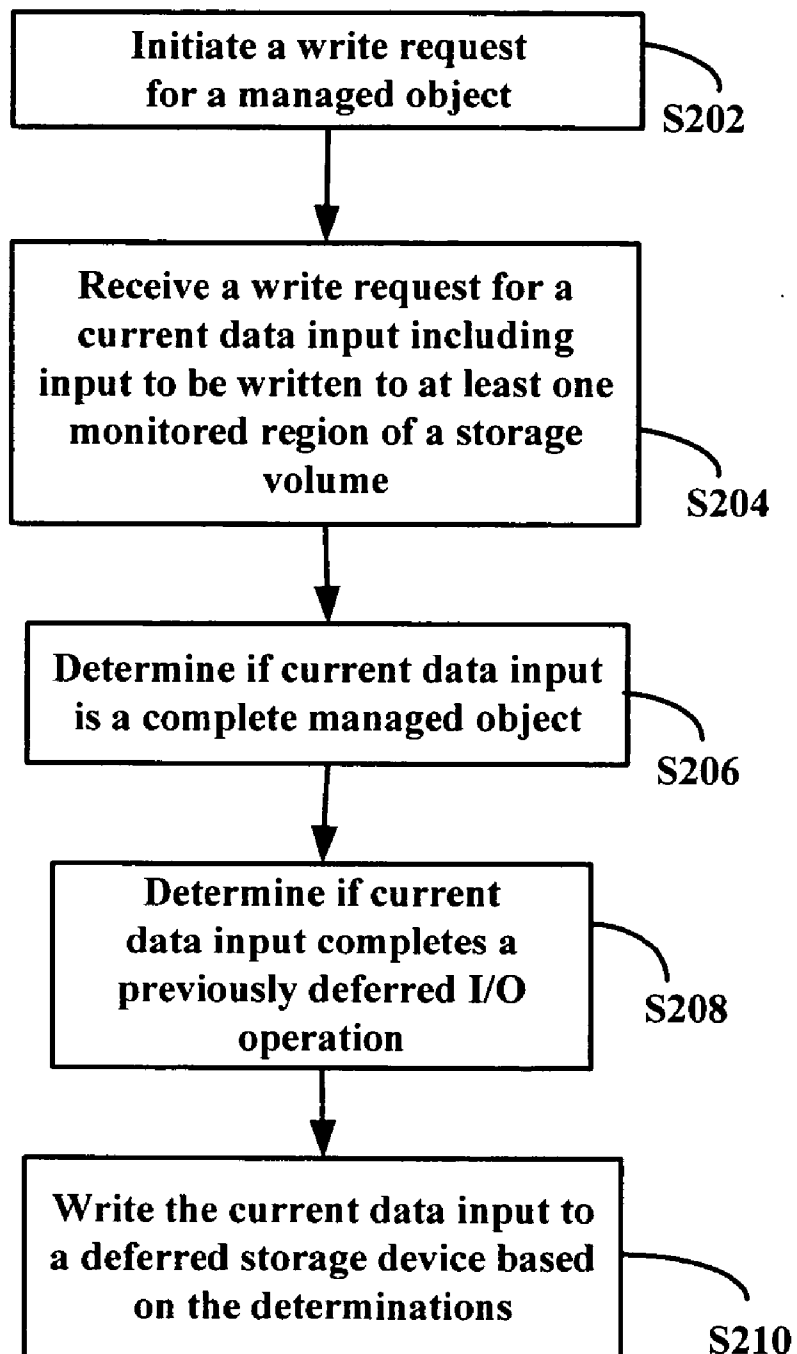 Initiate a write request
for a managed object
S202
Receive a write request for a
current data input including
input to be written to at least one
monitored region of a storage
volume
S204
Determine if current data input
is a complete managed object
S206
Determine if current
data input completes a
previously deferred I/O
operation
S208
Write the current data input to
a deferred storage device based
on the determinations
S210